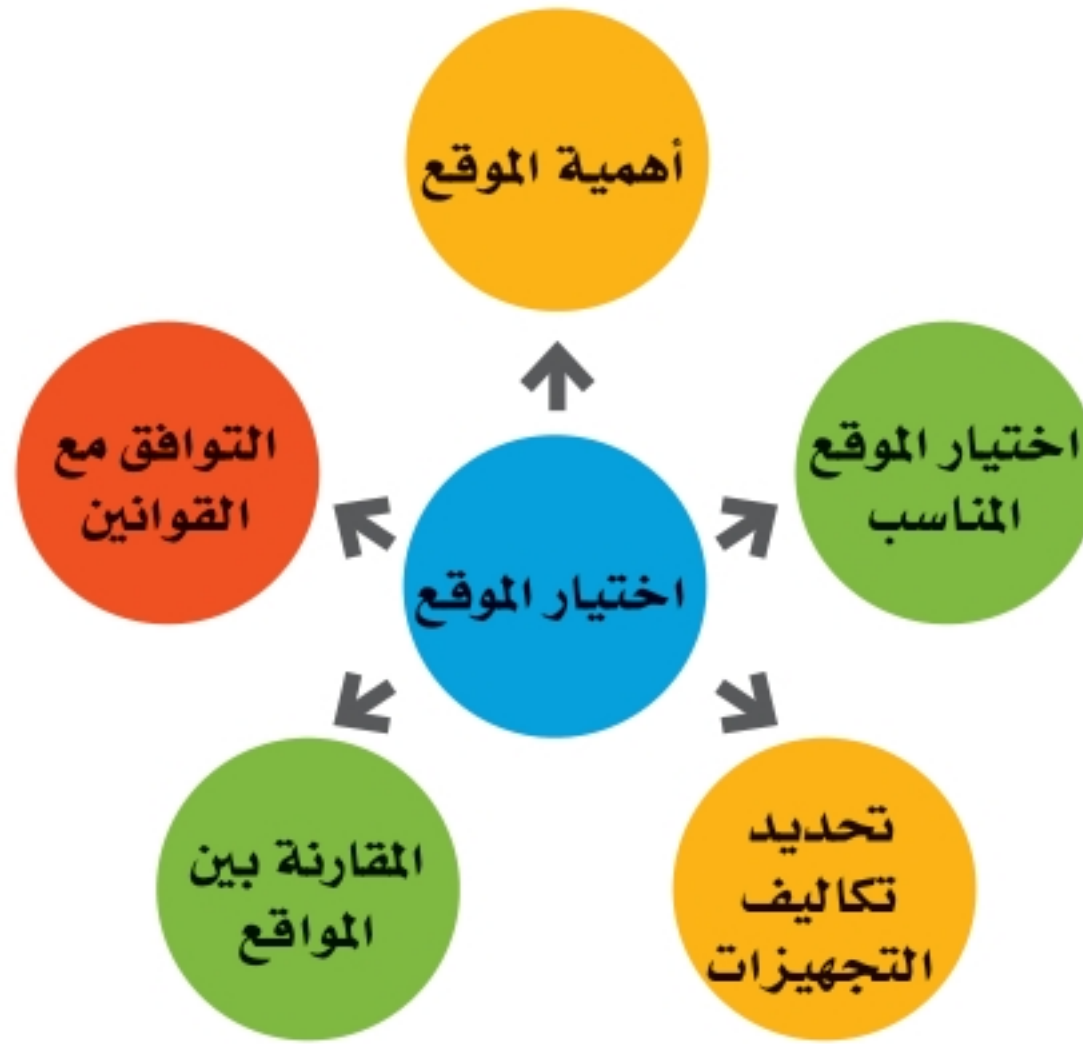 أهمية الموقع
اختيار الموقع
المناسب
تحديد
تكاليف
التجهيزات
المقارنة بين
المواقع
التوافق مع
القوانين
اختيار الموقع